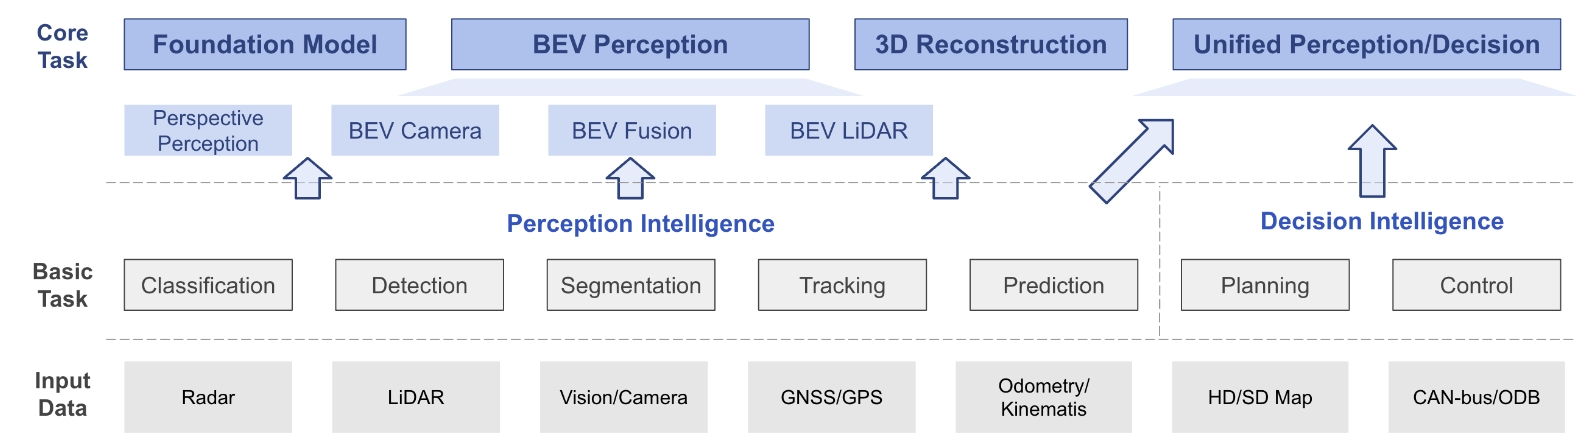 Core
Task
Foundation Model
BEV Perception
3D Reconstruction
Unified Perception/Decision
Perspective
Perception
BEV Camera
BEV Fusion
BEV LiDAR
Perception Intelligence
Decision Intelligence
Basic
Task
Classification
Detection
Segmentation
Tracking
Prediction
Planning
Control
Input
Data
Radar
LiDAR
Vision/Camera
GNSS/GPS
Odometry/
Kinematis
HD/SD Map
CAN-bus/ODB